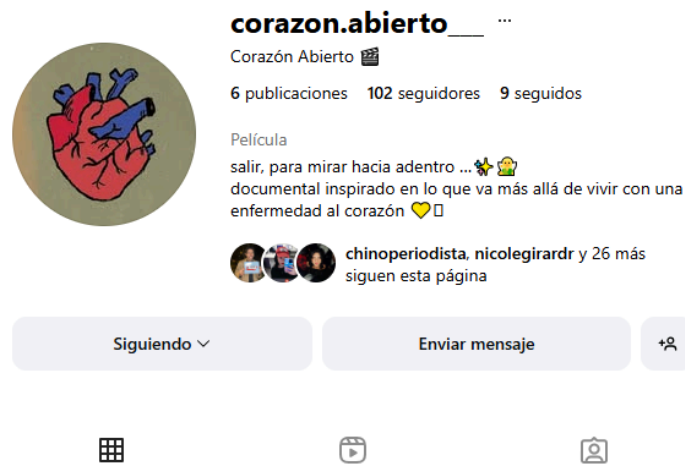 corazon.abierto___ ...
Corazón Abierto 🎬
6 publicaciones 102 seguidores 9 seguidos
Película
salir, para mirar hacia adentro ...✨🤱
documental inspirado en lo que va más allá de vivir con una
enfermedad al corazón 💛
chinoperiodista, nicolegirardr y 26 más
siguen esta página
Siguiendo
Enviar mensaje